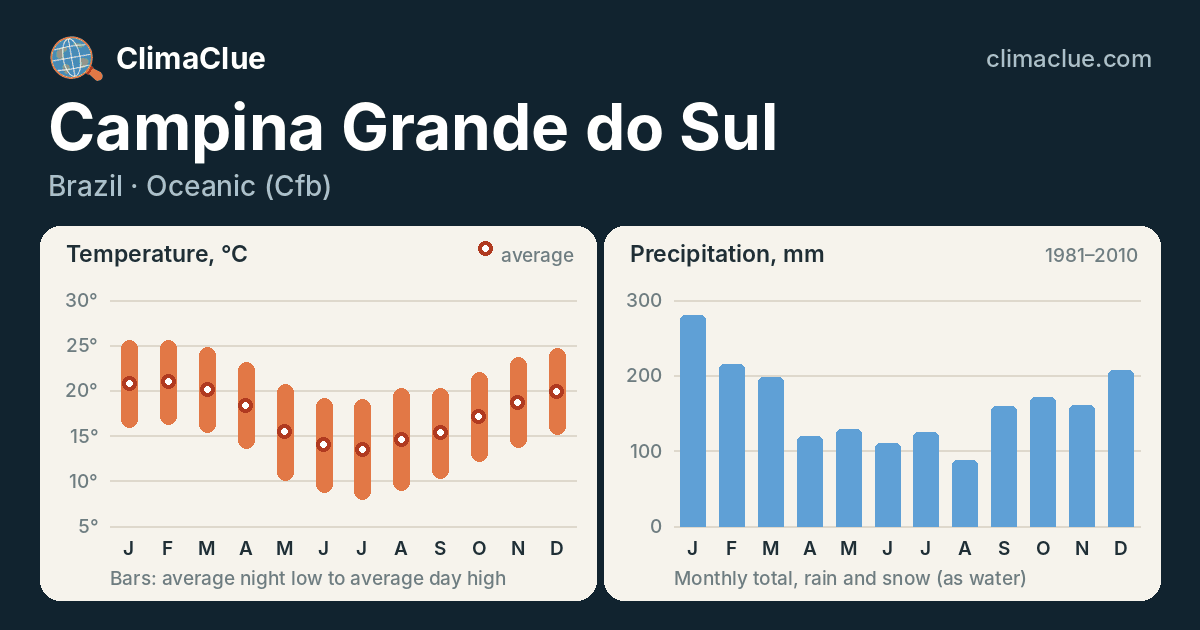 ClimaClue
climaclue.com
Campina Grande do Sul
Brazil · Oceanic (Cfb)
Temperature, °C
average
30°
25°
20°
15°
10°
5°
J F M A M J J A S O N D
Bars: average night low to average day high
Precipitation, mm
1981–2010
300
200
100
0
J F M A M J J A S O N D
Monthly total, rain and snow (as water)